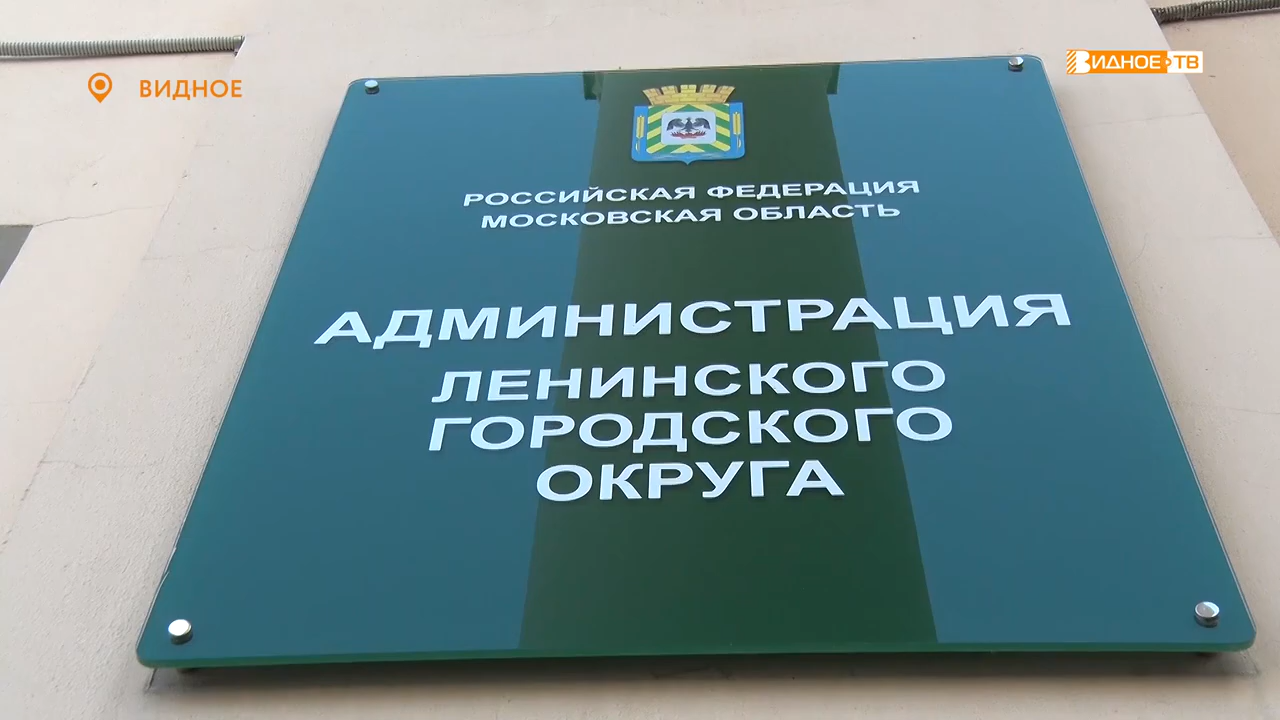 ВИДНОЕ
ВИДНОЕ ТВ
РОССИЙСКАЯ ФЕДЕРАЦИЯ
МОСКОВСКАЯ ОБЛАСТЬ
АДМИНИСТРАЦИЯ
ЛЕНИНСКОГО
ГОРОДСКОГО
ОКРУГА